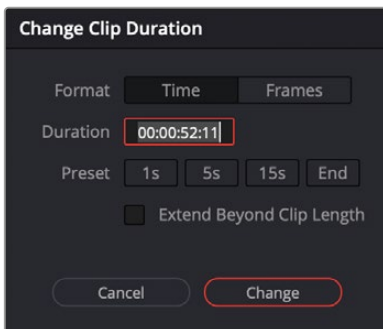 Change Clip Duration
Format Time Frames
Duration 00:00:52:11
Preset 1s 5s 15s End
Extend Beyond Clip Length
Cancel Change